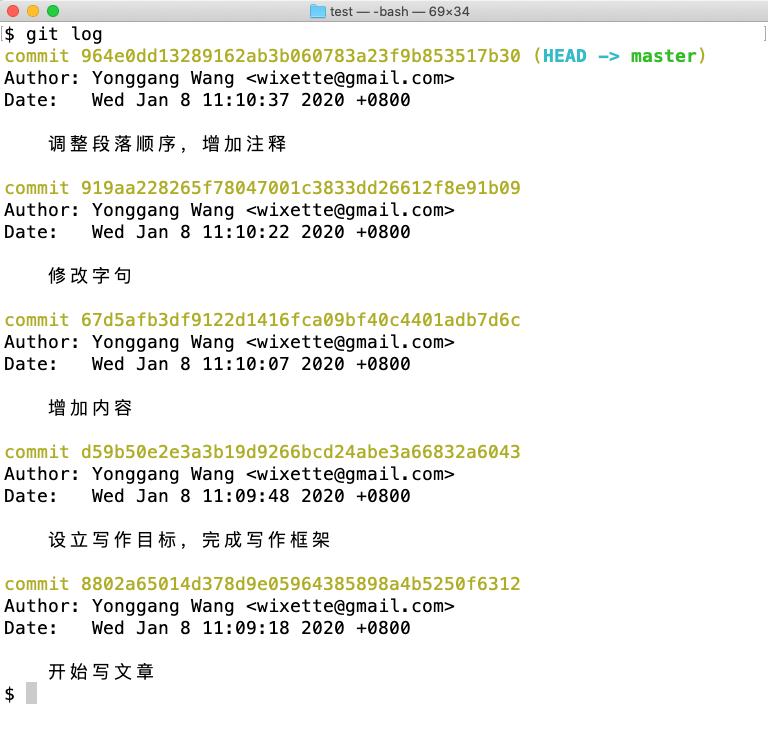 test — -bash — 69×34
$ git log
commit 964e0dd13289162ab3b060783a23f9b853517b30 (HEAD -> master)
Author: Yonggang Wang <wixette@gmail.com>
Date:   Wed Jan 8 11:10:37 2020 +0800
调整段落顺序，增加注释
commit 919aa228265f78047001c3833dd26612f8e91b09
Author: Yonggang Wang <wixette@gmail.com>
Date:   Wed Jan 8 11:10:22 2020 +0800
修改字句
commit 67d5afb3df9122d1416fca09bf40c4401adb7d6c
Author: Yonggang Wang <wixette@gmail.com>
Date:   Wed Jan 8 11:10:07 2020 +0800
增加内容
commit d59b50e2e3a3b19d9266bcd24abe3a66832a6043
Author: Yonggang Wang <wixette@gmail.com>
Date:   Wed Jan 8 11:09:48 2020 +0800
设立写作目标，完成写作框架
commit 8802a65014d378d9e05964385898a4b5250f6312
Author: Yonggang Wang <wixette@gmail.com>
Date:   Wed Jan 8 11:09:18 2020 +0800
开始写文章
$